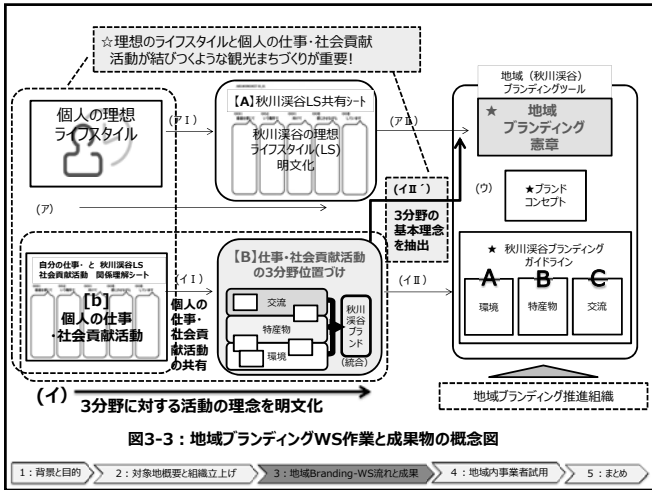 ☆理想のライフスタイルと個人の仕事・社会貢献
活動が結びつくような観光まちづくりが重要!
個人の理想
ライフスタイル
(アⅠ)
【A】秋川渓谷LS共有シート
秋川渓谷の理想
ライフスタイル(LS)
明文化
(アⅡ)
地域（秋川渓谷）
ブランディングツール
★ 地域
ブランディング
憲章
(ア)
(イⅡ´)
3分野の
基本理念
を抽出
(ウ)
★ブランド
コンセプト
自分の仕事・と 秋川渓谷LS
社会貢献活動 関係理解シート
[b]
個人の仕事
・社会貢献活動
(イⅠ)
個人の
仕事・
社会貢
献活動
の共有
【B】仕事・社会貢献活動
の3分野位置づけ
交流
特産物
環境
秋川
渓谷
ブラ
ンド
(統合)
(イⅡ)
★ 秋川渓谷ブランディング
ガイドライン
A
環境
B
特産物
C
交流
(イ)
3分野に対する活動の理念を明文化
地域ブランディング推進組織
図3-3：地域ブランディングWS作業と成果物の概念図
1：背景と目的
2：対象地概要と組織立上げ
3：地域Branding-WS流れと成果
4：地域内事業者試用
5：まとめ